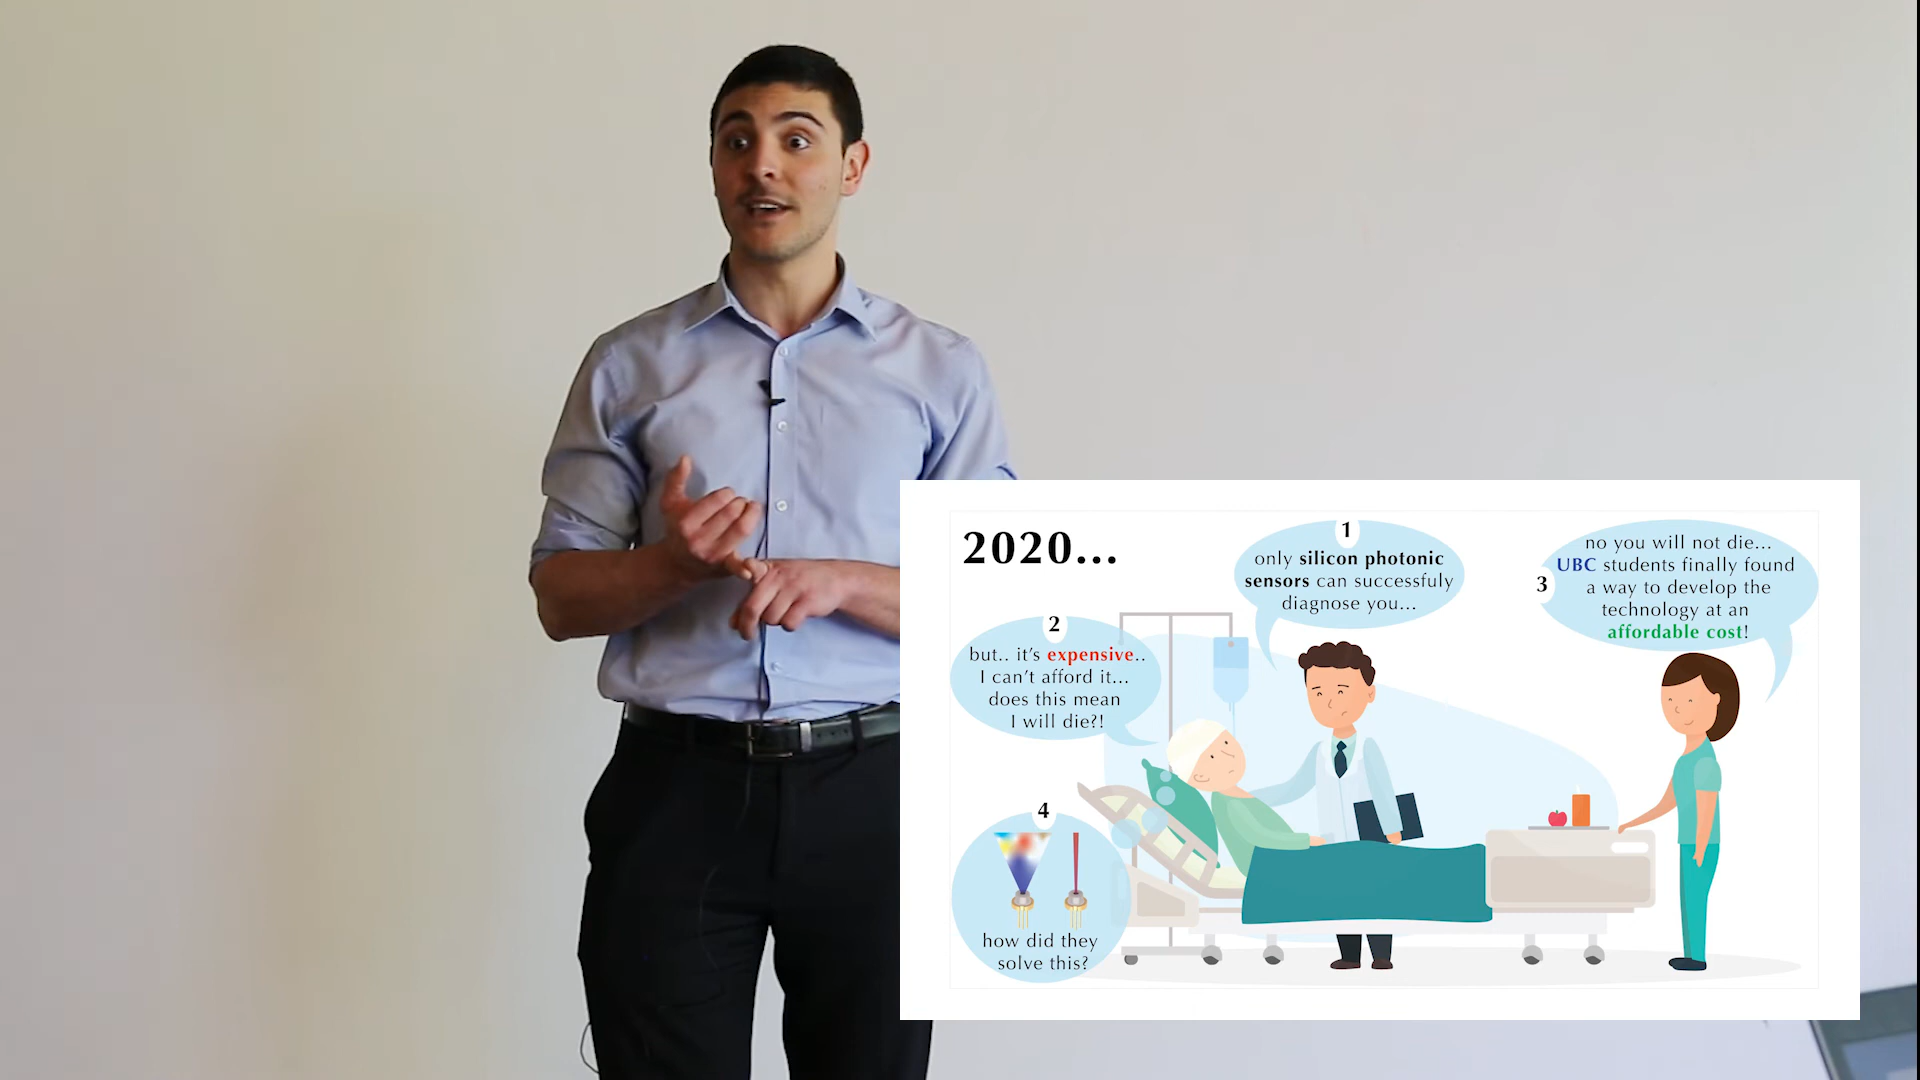 2020...
1
only silicon photonic
sensors can successfuly
diagnose you...
2
but.. it's expensive..
I can't afford it...
does this mean
I will die?!
3
no you will not die...
UBC students finally found
a way to develop the
technology at an
affordable cost!
4
how did they
solve this?